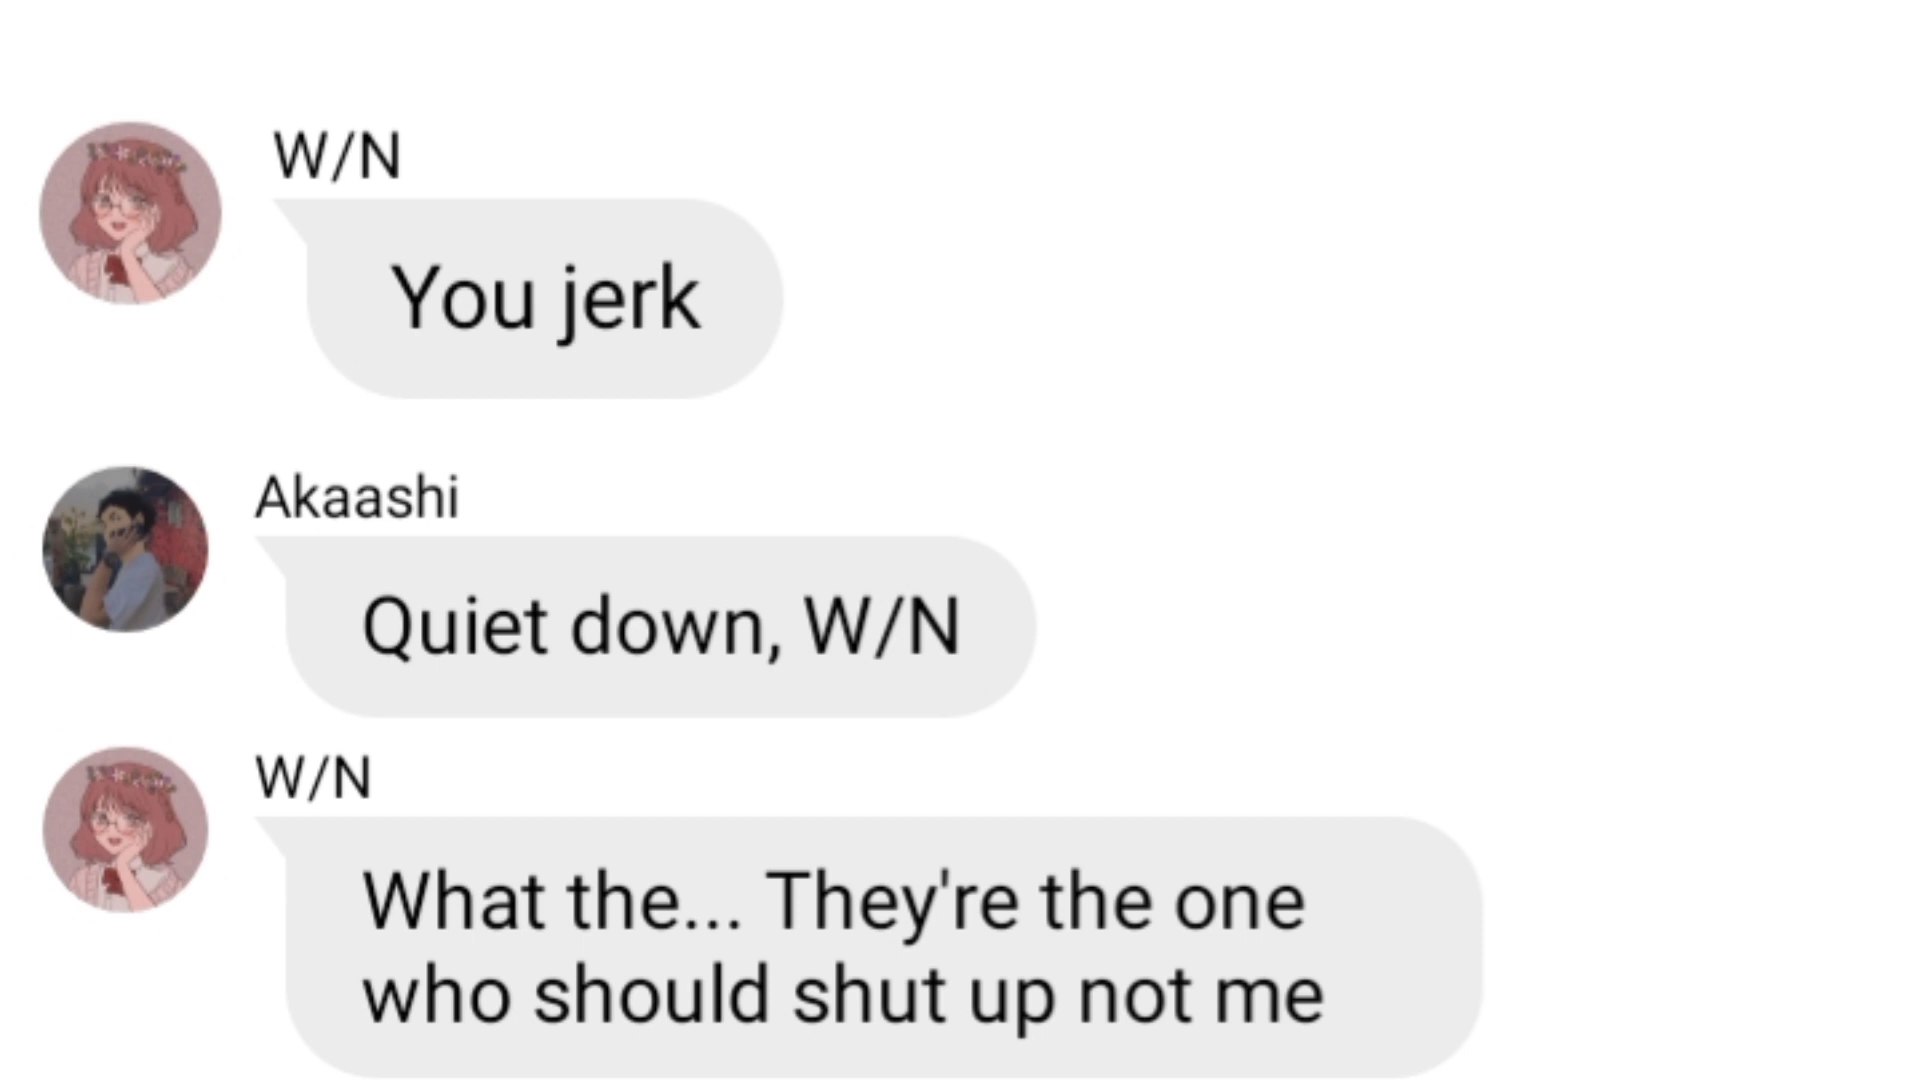 W/N
You jerk
Akaashi
Quiet down, W/N
W/N
What the... They're the one
who should shut up not me